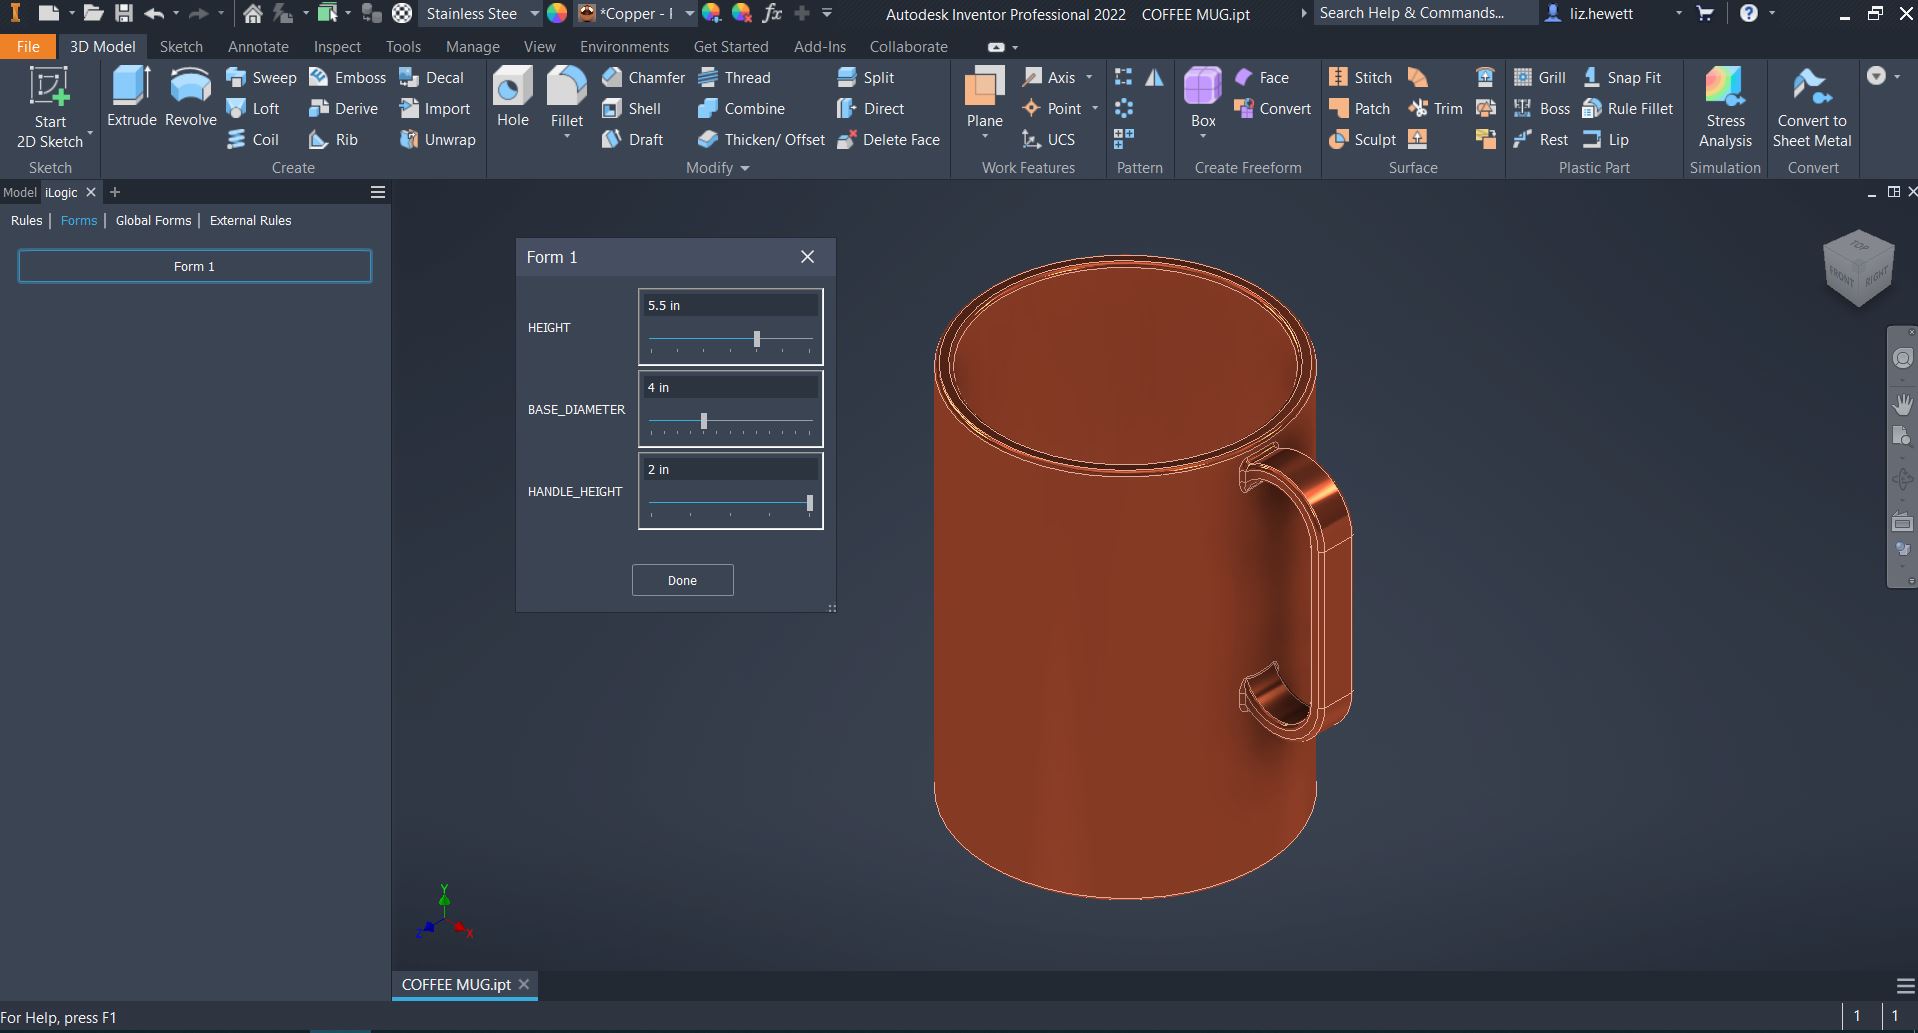 Stainless Stee
*Copper - I
fx
Autodesk Inventor Professional 2022 COFFEE MUG.ipt
Search Help & Commands...
liz.hewett
File 3D Model Sketch Annotate Inspect Tools Manage View Environments Get Started Add-Ins Collaborate
Start
2D Sketch
Sketch
Extrude
Revolve
Sweep
Loft
Coil
Emboss
Derive
Rib
Decal
Import
Unwrap
Create
Hole
Fillet
Chamfer
Shell
Draft
Thread
Combine
Thicken/ Offset
Split
Direct
Delete Face
Modify
Plane
Axis
Point
UCS
Work Features
Pattern
Box
Face
Convert
Create Freeform
Stitch
Patch
Sculpt
Trim
Surface
Grill
Boss
Rest
Snap Fit
Rule Fillet
Lip
Plastic Part
Stress
Analysis
Simulation
Convert to
Sheet Metal
Convert
Model iLogic
Rules | Forms | Global Forms | External Rules
Form 1
Form 1
HEIGHT
5.5 in
BASE_DIAMETER
4 in
HANDLE_HEIGHT
2 in
Done
TOP
FRONT
RIGHT
Y
Z
X
COFFEE MUG.ipt
For Help, press F1
1 1